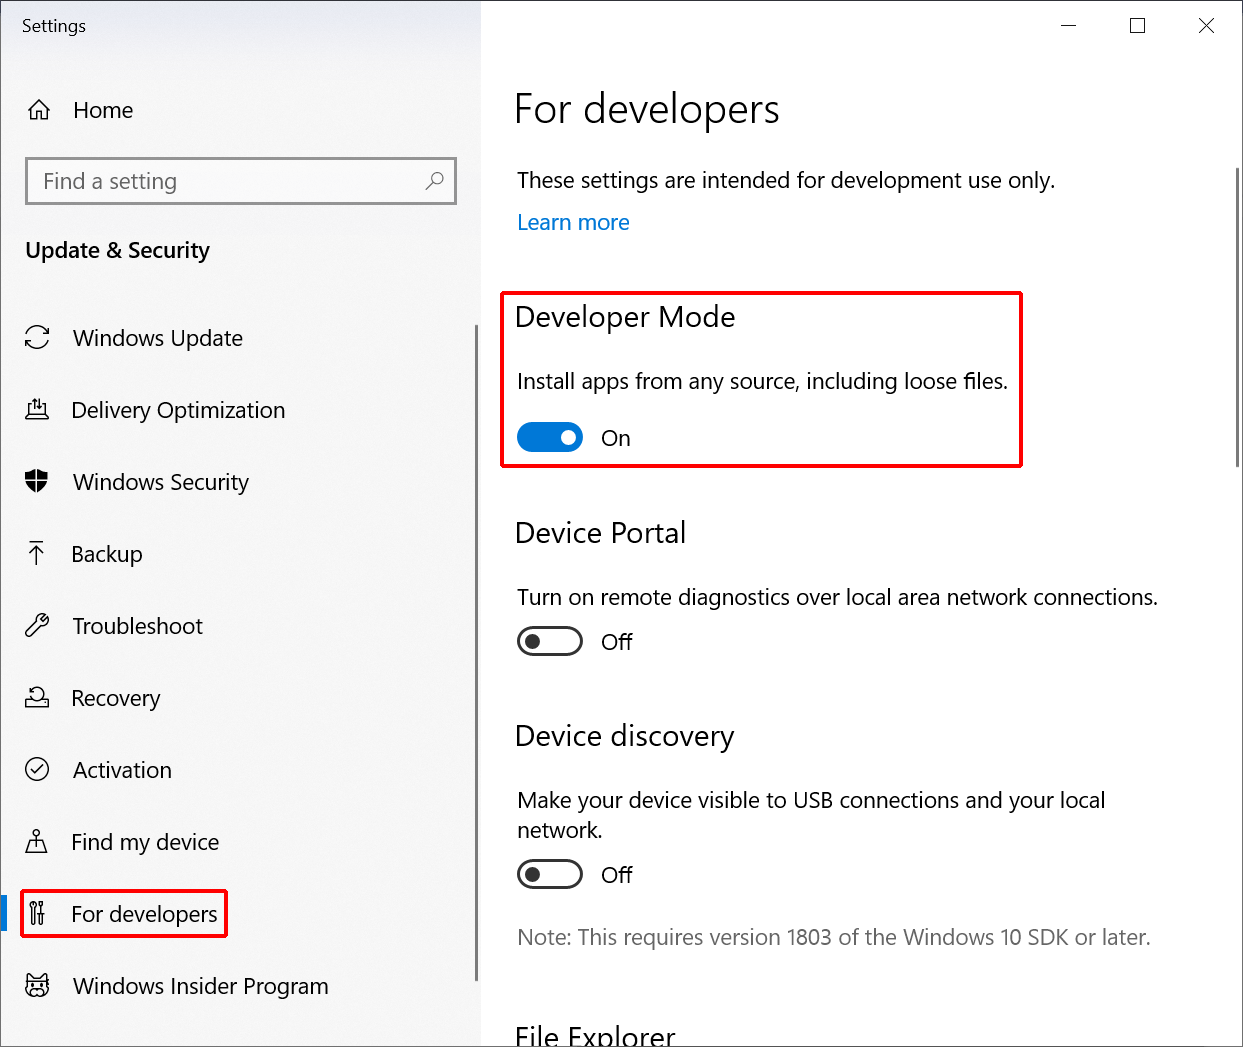 Settings
Home
Find a setting
Update & Security
Windows Update
Delivery Optimization
Windows Security
Backup
Troubleshoot
Recovery
Activation
Find my device
For developers
Windows Insider Program
For developers
These settings are intended for development use only.
Learn more
Developer Mode
Install apps from any source, including loose files.
On
Device Portal
Turn on remote diagnostics over local area network connections.
Off
Device discovery
Make your device visible to USB connections and your local
network.
Off
Note: This requires version 1803 of the Windows 10 SDK or later.
File Explorer